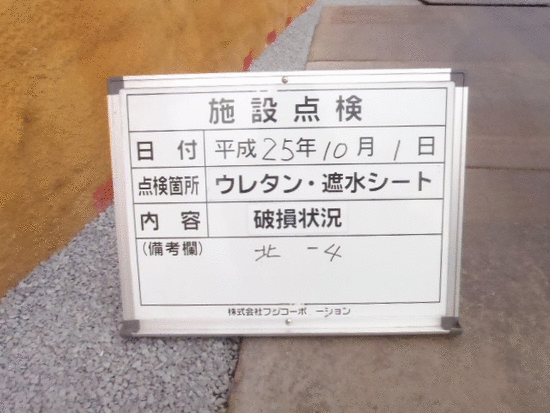 施設点検
日付 平成25年10月1日
点検箇所 ウレタン・遮水シート
内容 破損状況
(備考欄) 北-4
株式会社フジコーポーション